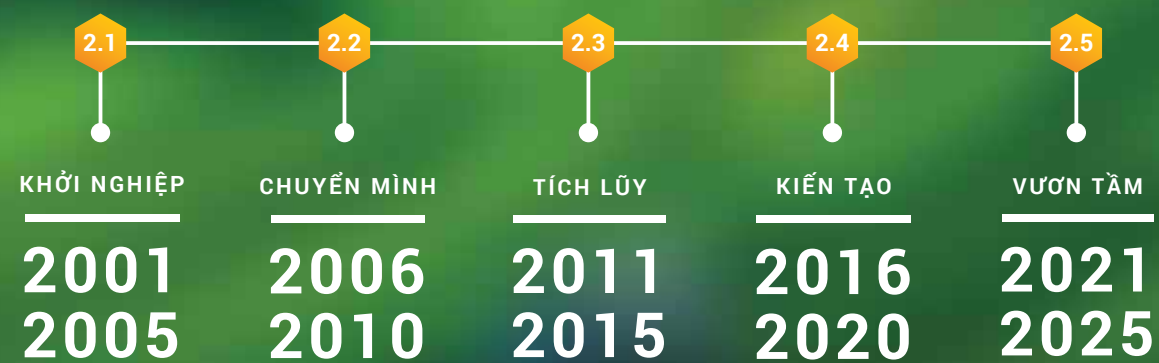 2.1 2.2 2.3 2.4 2.5
KHỞI NGHIỆP CHUYỂN MÌNH TÍCH LŨY KIẾN TẠO VƯƠN TẦM
2001 2006 2011 2016 2021
2005 2010 2015 2020 2025